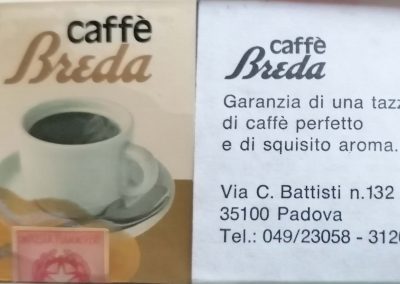 caffè
Breda
caffè
Breda
Garanzia di una tazz
di caffè perfetto
e di squisito aroma.
Via C. Battisti n.132
35100 Padova
Tel.: 049/23058 - 3120